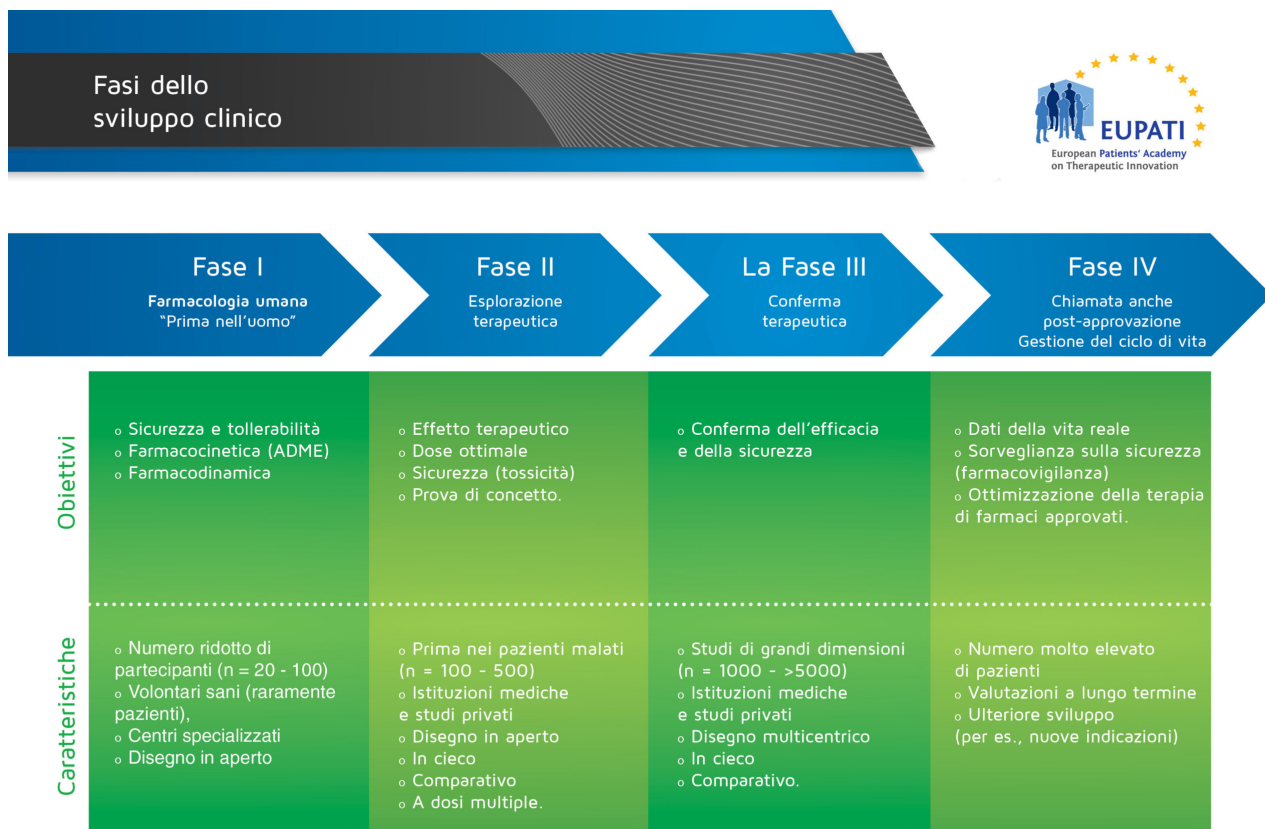 Fasi dello
sviluppo clinico
EUPATI
European Patients' Academy
on Therapeutic Innovation
Fase I
Farmacologia umana
“Prima nell’uomo”
Fase II
Esplorazione
terapeutica
La Fase III
Conferma
terapeutica
Fase IV
Chiamata anche
post-approvazione
Gestione del ciclo di vita
Obiettivi
o Sicurezza e tollerabilità
o Farmacocinetica (ADME)
o Farmacodinamica
o Effetto terapeutico
o Dose ottimale
o Sicurezza (tossicità)
o Prova di concetto.
o Conferma dell’efficacia
e della sicurezza
o Dati della vita reale
o Sorveglianza sulla sicurezza
(farmacovigilanza)
o Ottimizzazione della terapia
di farmaci approvati.
Caratteristiche
o Numero ridotto di
partecipanti (n = 20 - 100)
o Volontari sani (raramente
pazienti),
o Centri specializzati
o Disegno in aperto
o Prima nei pazienti malati
(n = 100 - 500)
o Istituzioni mediche
e studi privati
o Disegno in aperto
o In cieco
o Comparativo
o A dosi multiple.
o Studi di grandi dimensioni
(n = 1000 - >5000)
o Istituzioni mediche
e studi privati
o Disegno multicentrico
o In cieco
o Comparativo.
o Numero molto elevato
di pazienti
o Valutazioni a lungo termine
o Ulteriore sviluppo
(per es., nuove indicazioni)